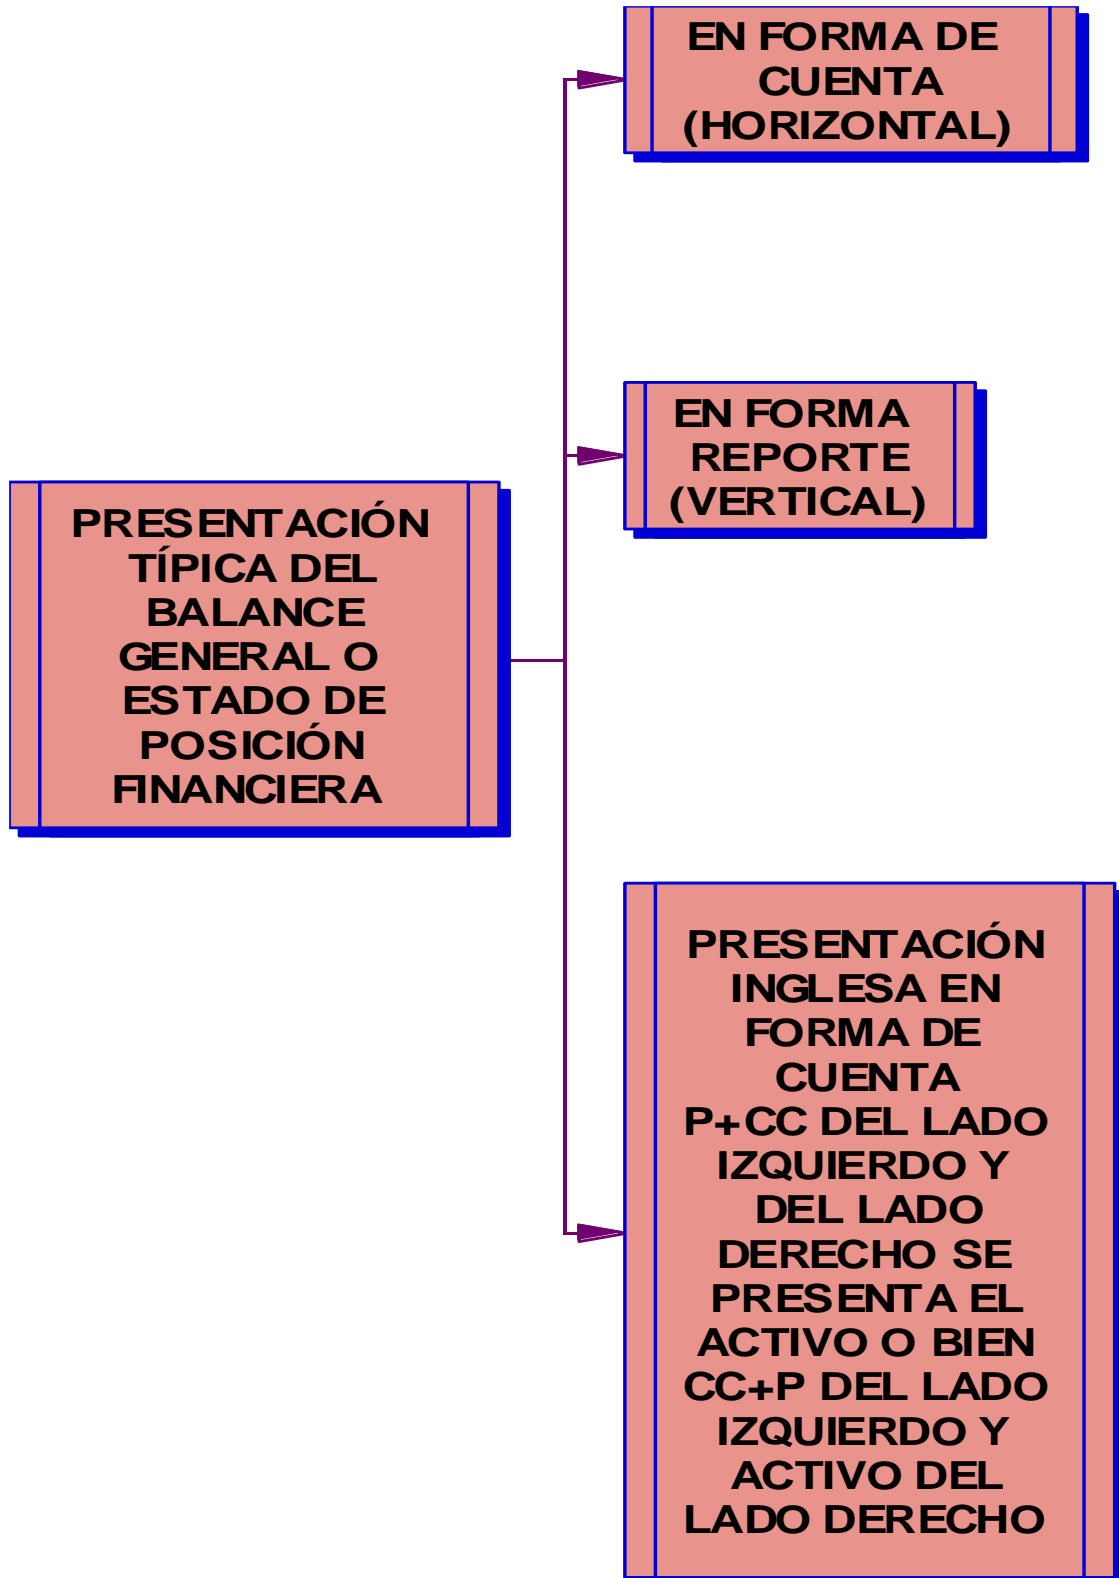 PRESENTACIÓN
TÍPICA DEL
BALANCE
GENERAL O
ESTADO DE
POSICIÓN
FINANCIERA
EN FORMA DE
CUENTA
(HORIZONTAL)
EN FORMA
REPORTE
(VERTICAL)
PRESENTACIÓN
INGLESA EN
FORMA DE
CUENTA
P+CC DEL LADO
IZQUIERDO Y
DEL LADO
DERECHO SE
PRESENTA EL
ACTIVO O BIEN
CC+P DEL LADO
IZQUIERDO Y
ACTIVO DEL
LADO DERECHO